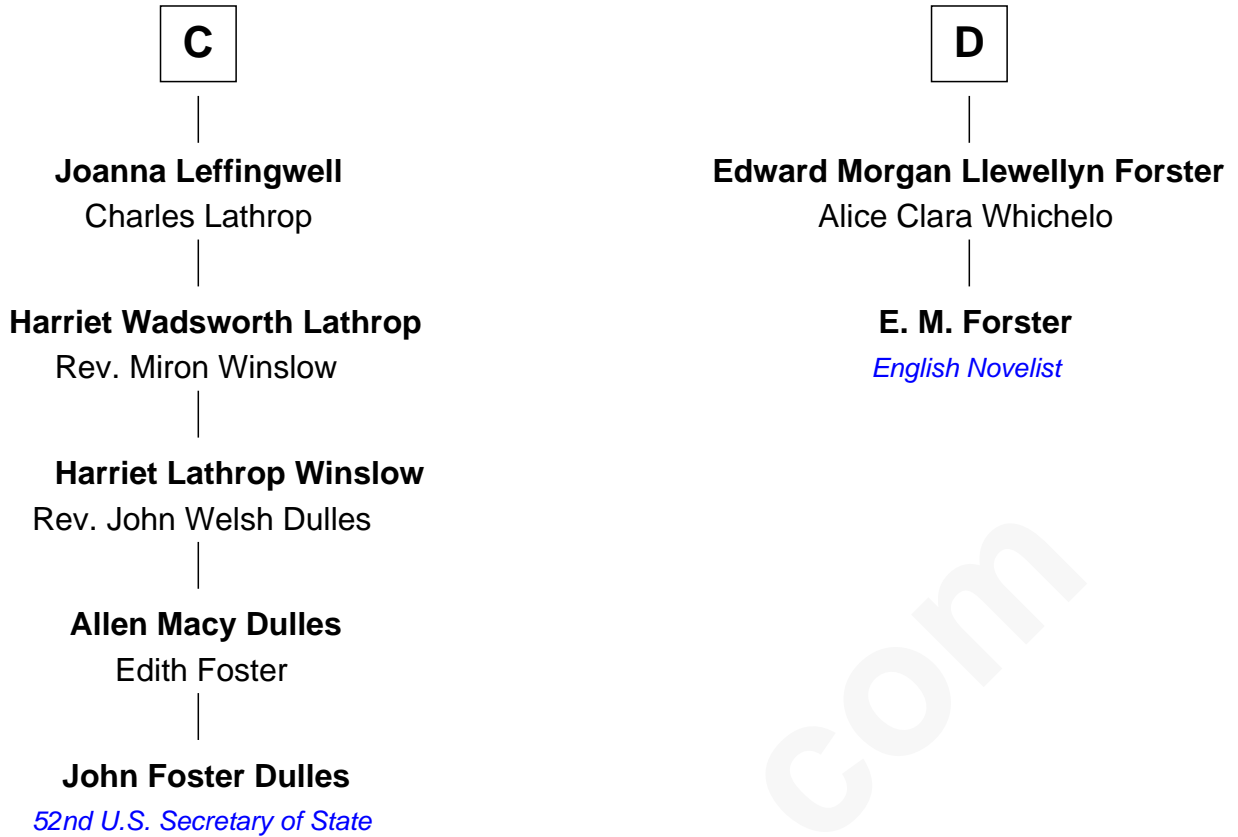 C
Joanna Leffingwell
Charles Lathrop
Harriet Wadsworth Lathrop
Rev. Miron Winslow
Harriet Lathrop Winslow
Rev. John Welsh Dulles
Allen Macy Dulles
Edith Foster
John Foster Dulles
52nd U.S. Secretary of State
D
Edward Morgan Llewellyn Forster
Alice Clara Whichelo
E. M. Forster
English Novelist
com